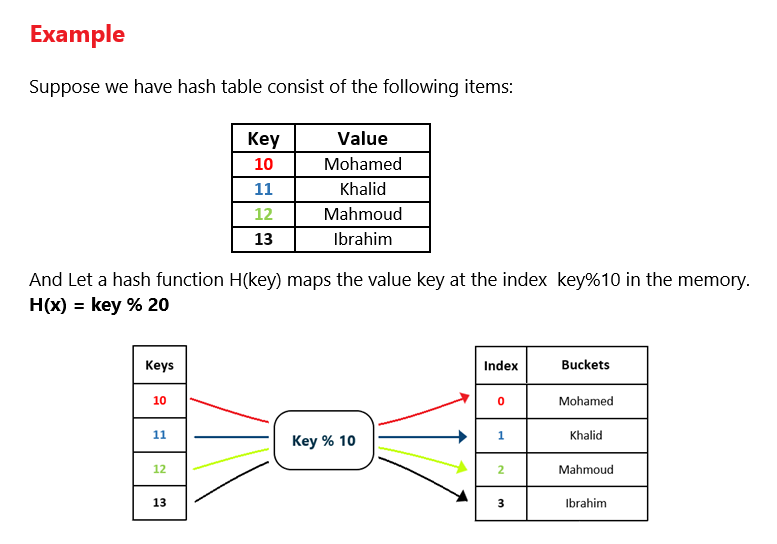 Example
Suppose we have hash table consist of the following items:
Key Value
10 Mohamed
11 Khalid
12 Mahmoud
13 Ibrahim
And Let a hash function H(key) maps the value key at the index key%10 in the memory.
H(x) = key % 20
Keys
10
11
12
13
Key % 10
Index Buckets
0 Mohamed
1 Khalid
2 Mahmoud
3 Ibrahim